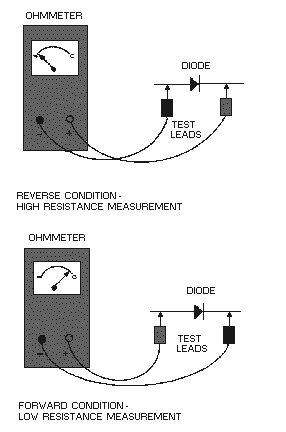 OHMMETER
DIODE
- +
TEST
LEADS
REVERSE CONDITION -
HIGH RESISTANCE MEASUREMENT
OHMMETER
DIODE
- +
TEST
LEADS
FORWARD CONDITION -
LOW RESISTANCE MEASUREMENT